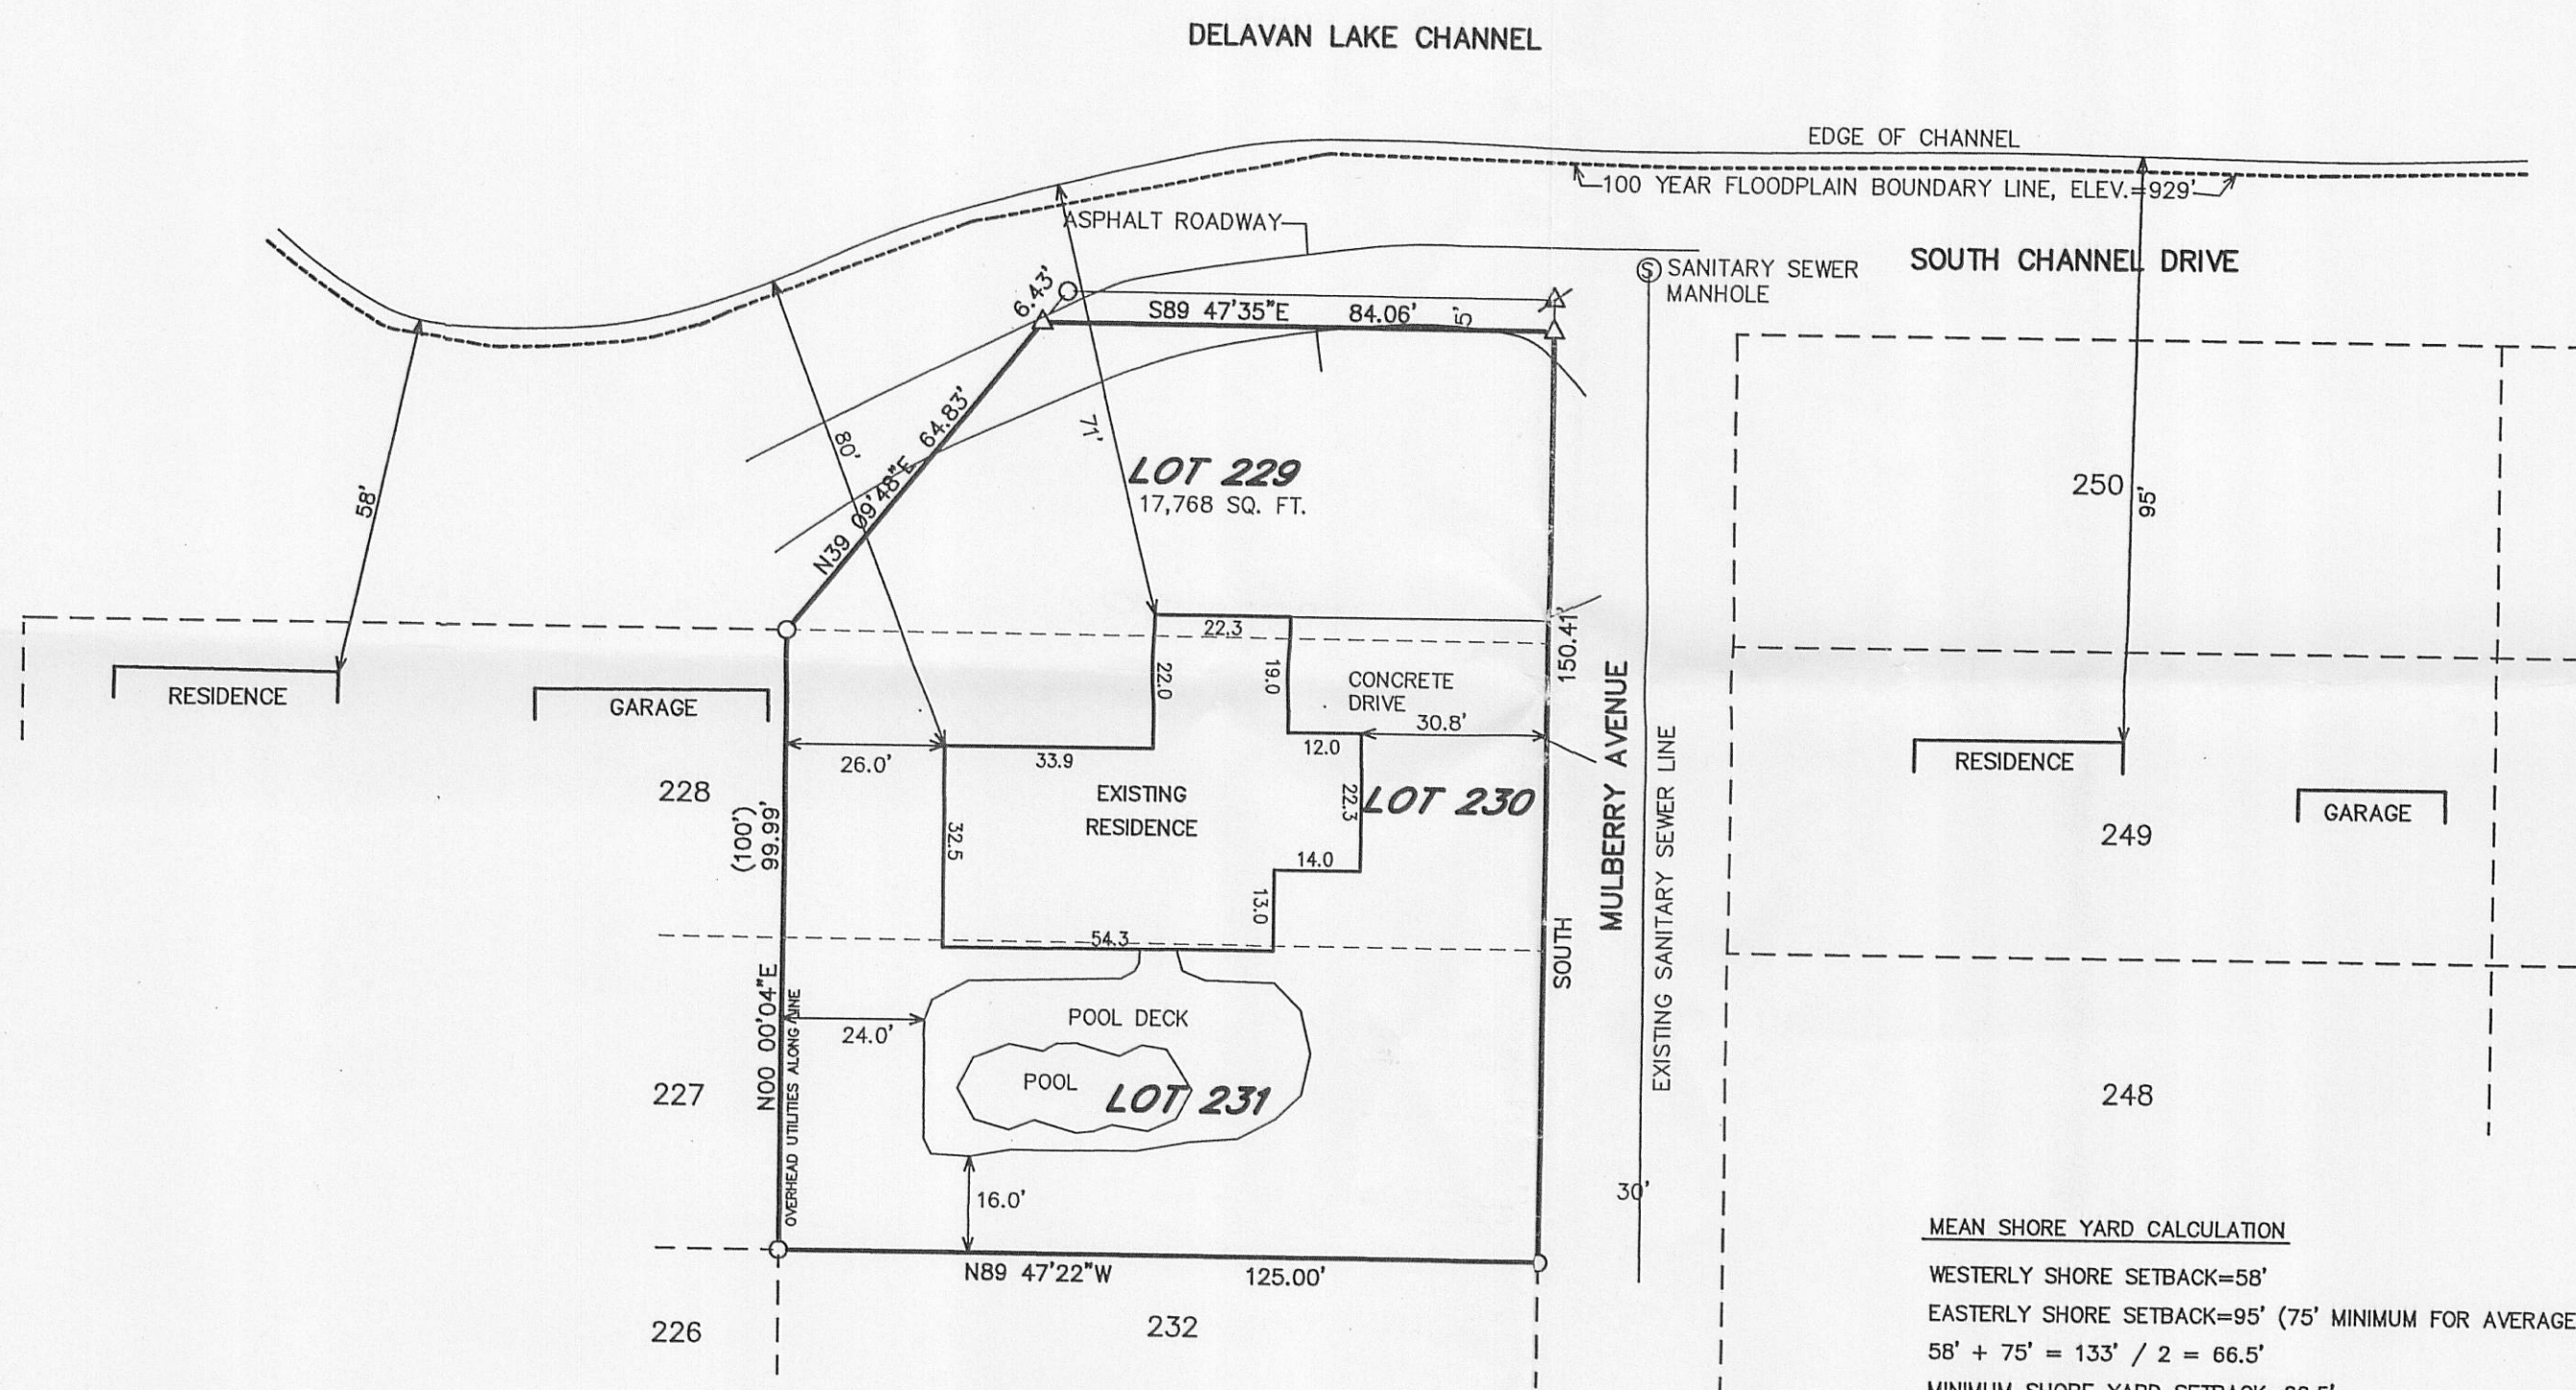 DELAVAN LAKE CHANNEL
EDGE OF CHANNEL
100 YEAR FLOODPLAIN BOUNDARY LINE, ELEV.=929'
ASPHALT ROADWAY
SOUTH CHANNEL DRIVE
SANITARY SEWER
MANHOLE
6.43'
S89 47'35"E 84.06' 5'
58'
80'
71'
N39 09'48"E 64.83'
LOT 229
17,768 SQ. FT.
250
95'
22.3
22.0
19.0
CONCRETE
DRIVE
150.41'
RESIDENCE
GARAGE
30.8'
12.0
26.0'
33.9
RESIDENCE
228
EXISTING
RESIDENCE
22.3
LOT 230
MULBERRY AVENUE
EXISTING SANITARY SEWER LINE
GARAGE
249
(100')
99.99'
32.5
14.0
13.0
54.3
SOUTH
N00 00'04"E
OVERHEAD UTILITIES ALONG LINE
24.0'
POOL DECK
POOL
LOT 231
227
248
16.0'
30'
N89 47'22"W 125.00'
226
232
MEAN SHORE YARD CALCULATION
WESTERLY SHORE SETBACK=58'
EASTERLY SHORE SETBACK=95' (75' MINIMUM FOR AVERAGE
58' + 75' = 133' / 2 = 66.5'
MINIMUM SHORE YARD SETBACK=66.5'